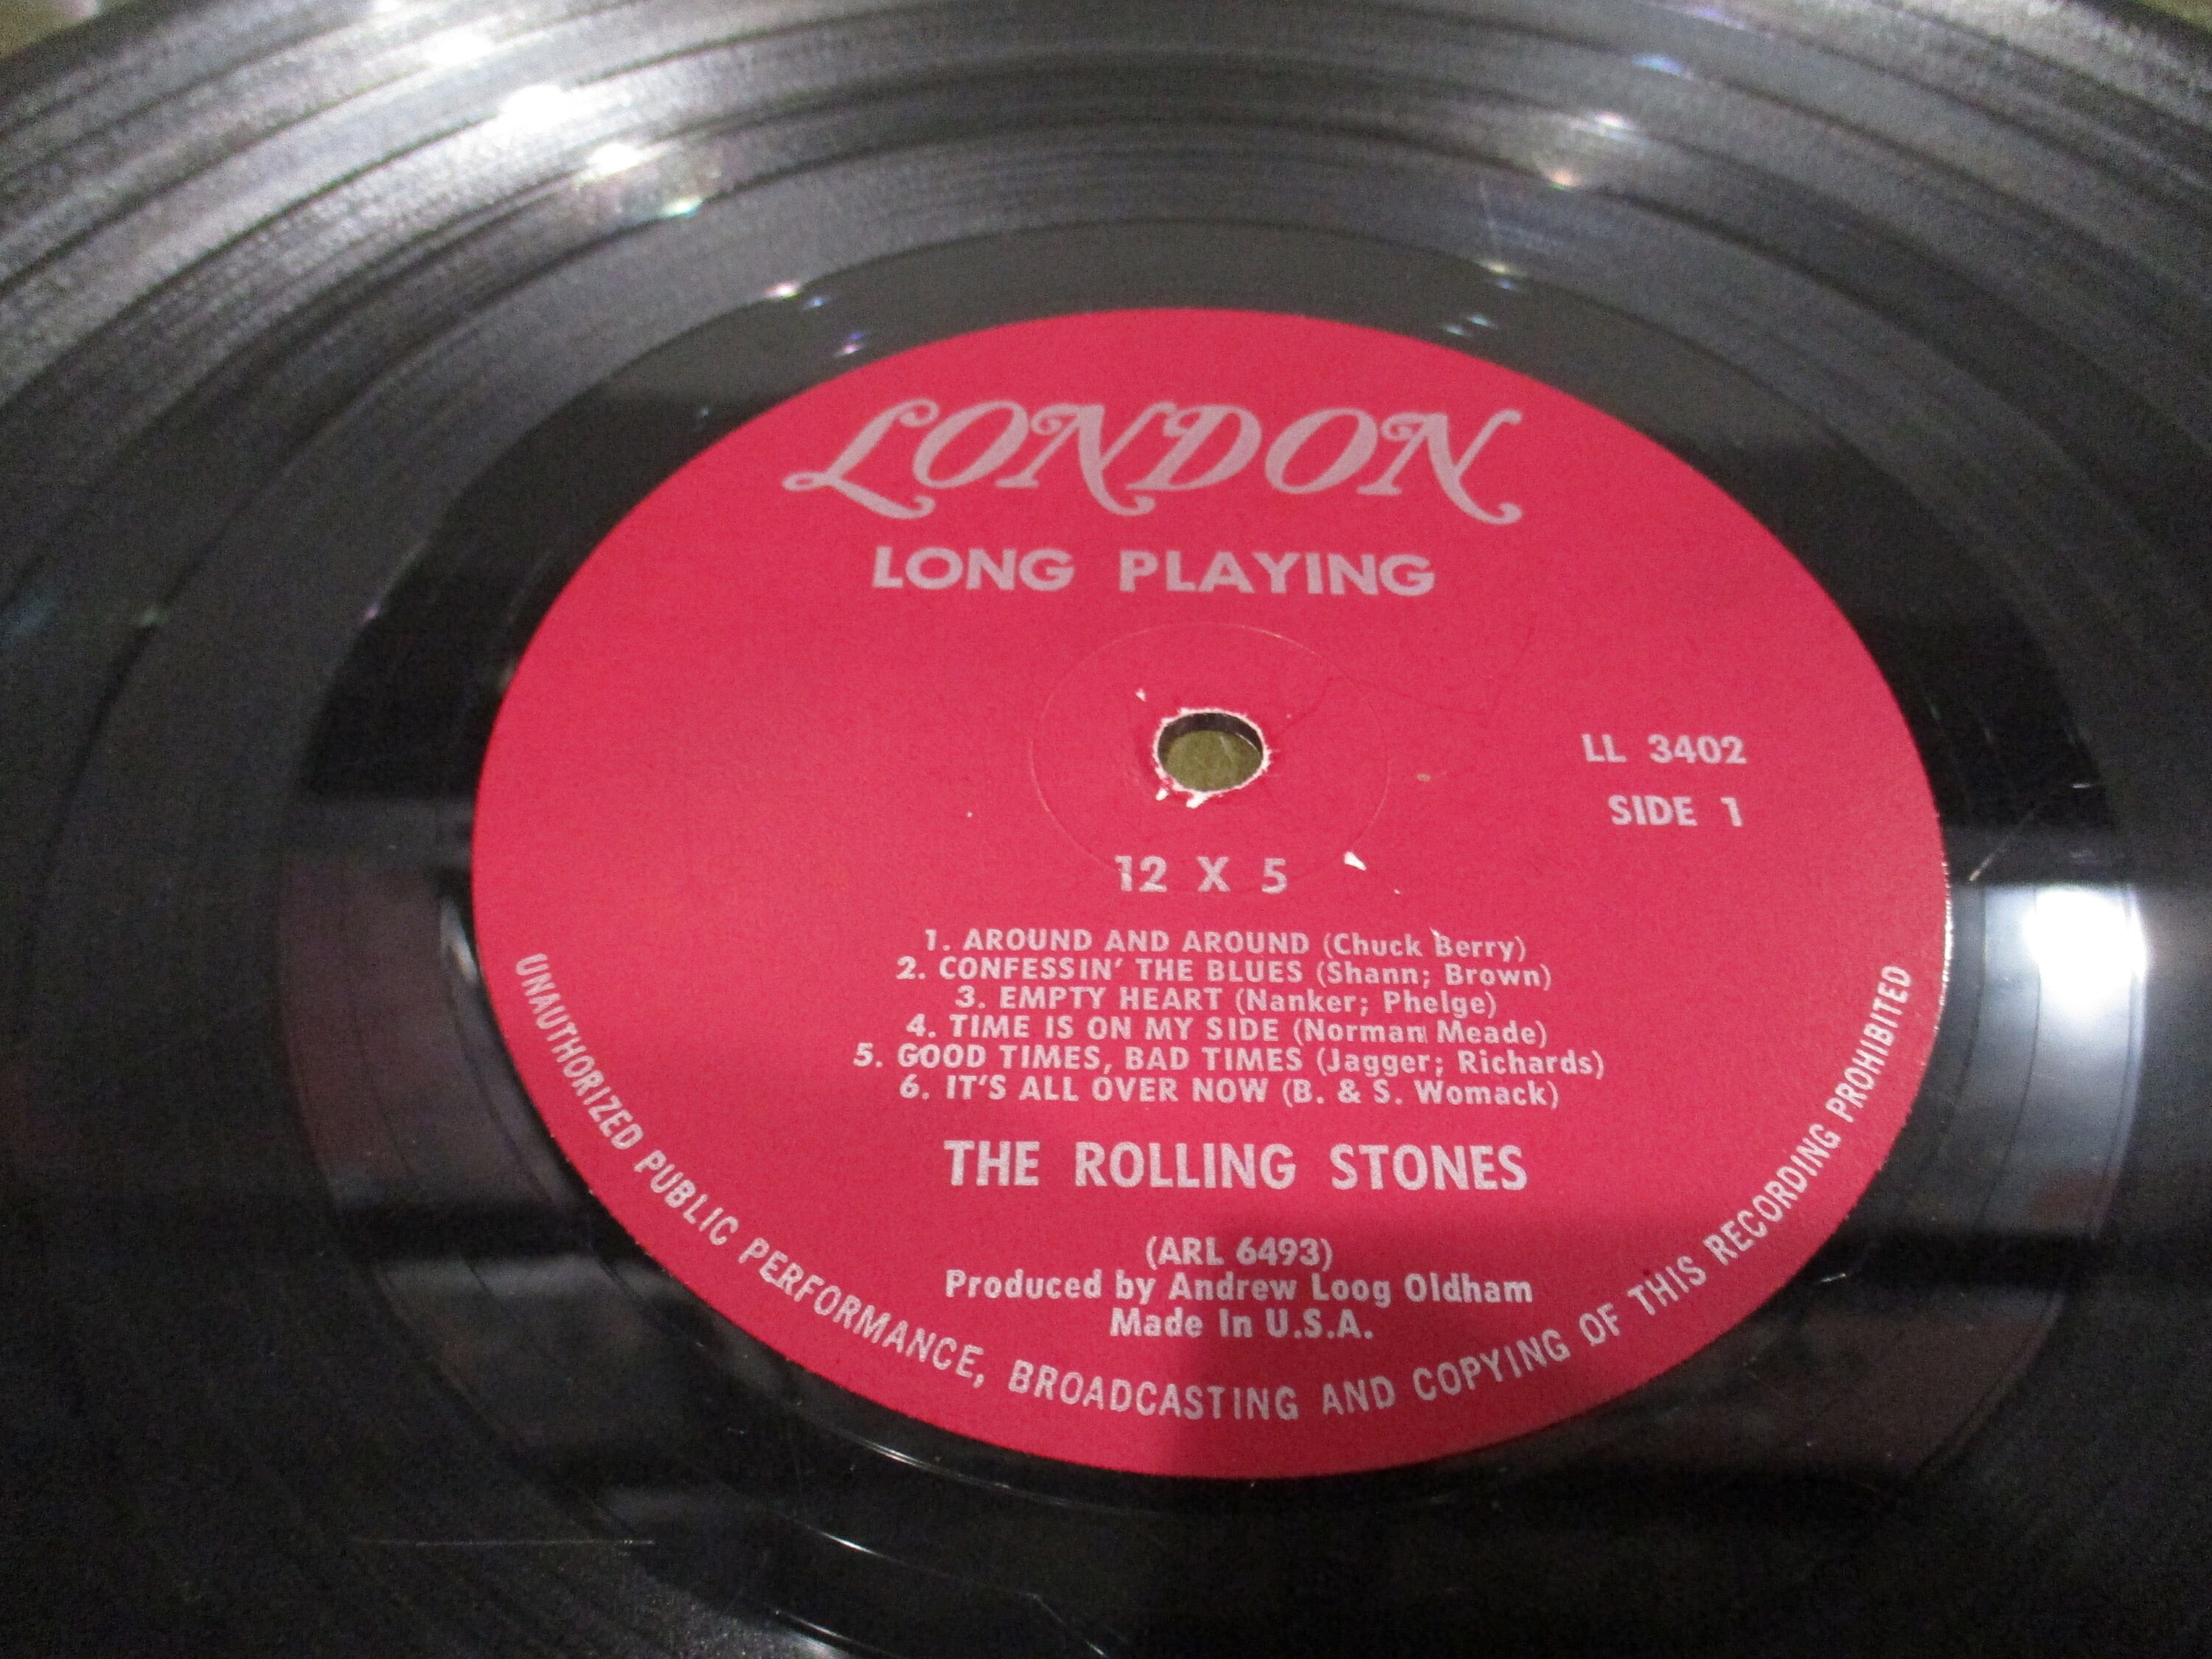 LONDON
LONG PLAYING
LL 3402
SIDE 1
12 X 5
1. AROUND AND AROUND (Chuck Berry)
2. CONFESSIN' THE BLUES (Shann; Brown)
3. EMPTY HEART (Nanker; Phelge)
4. TIME IS ON MY SIDE (Norman Meade)
5. GOOD TIMES, BAD TIMES (Jagger; Richards)
6. IT'S ALL OVER NOW (B. & S. Womack)
THE ROLLING STONES
(ARL 6493)
Produced by Andrew Loog Oldham
Made In U.S.A.
UNAUTHORIZED PUBLIC PERFORMANCE, BROADCASTING AND COPYING OF THIS RECORDING PROHIBITED